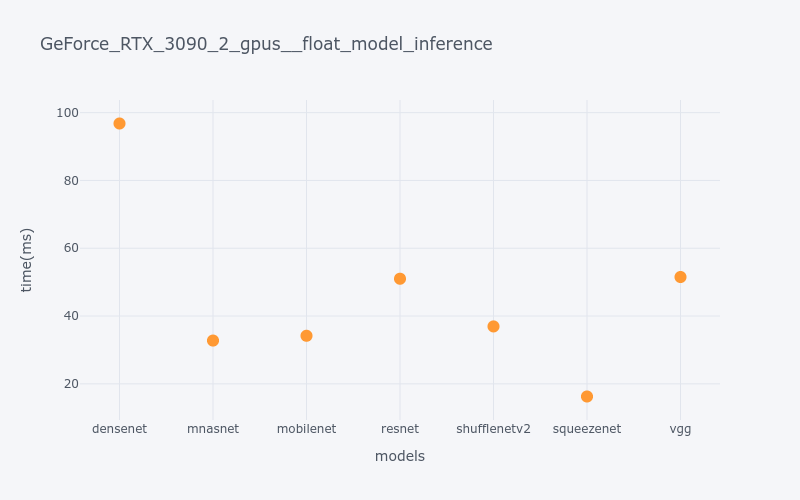 GeForce_RTX_3090_2_gpus__float_model_inference
100
80
60
40
20
time(ms)
densenet mnasnet mobilenet resnet shufflenetv2 squeezenet vgg
models